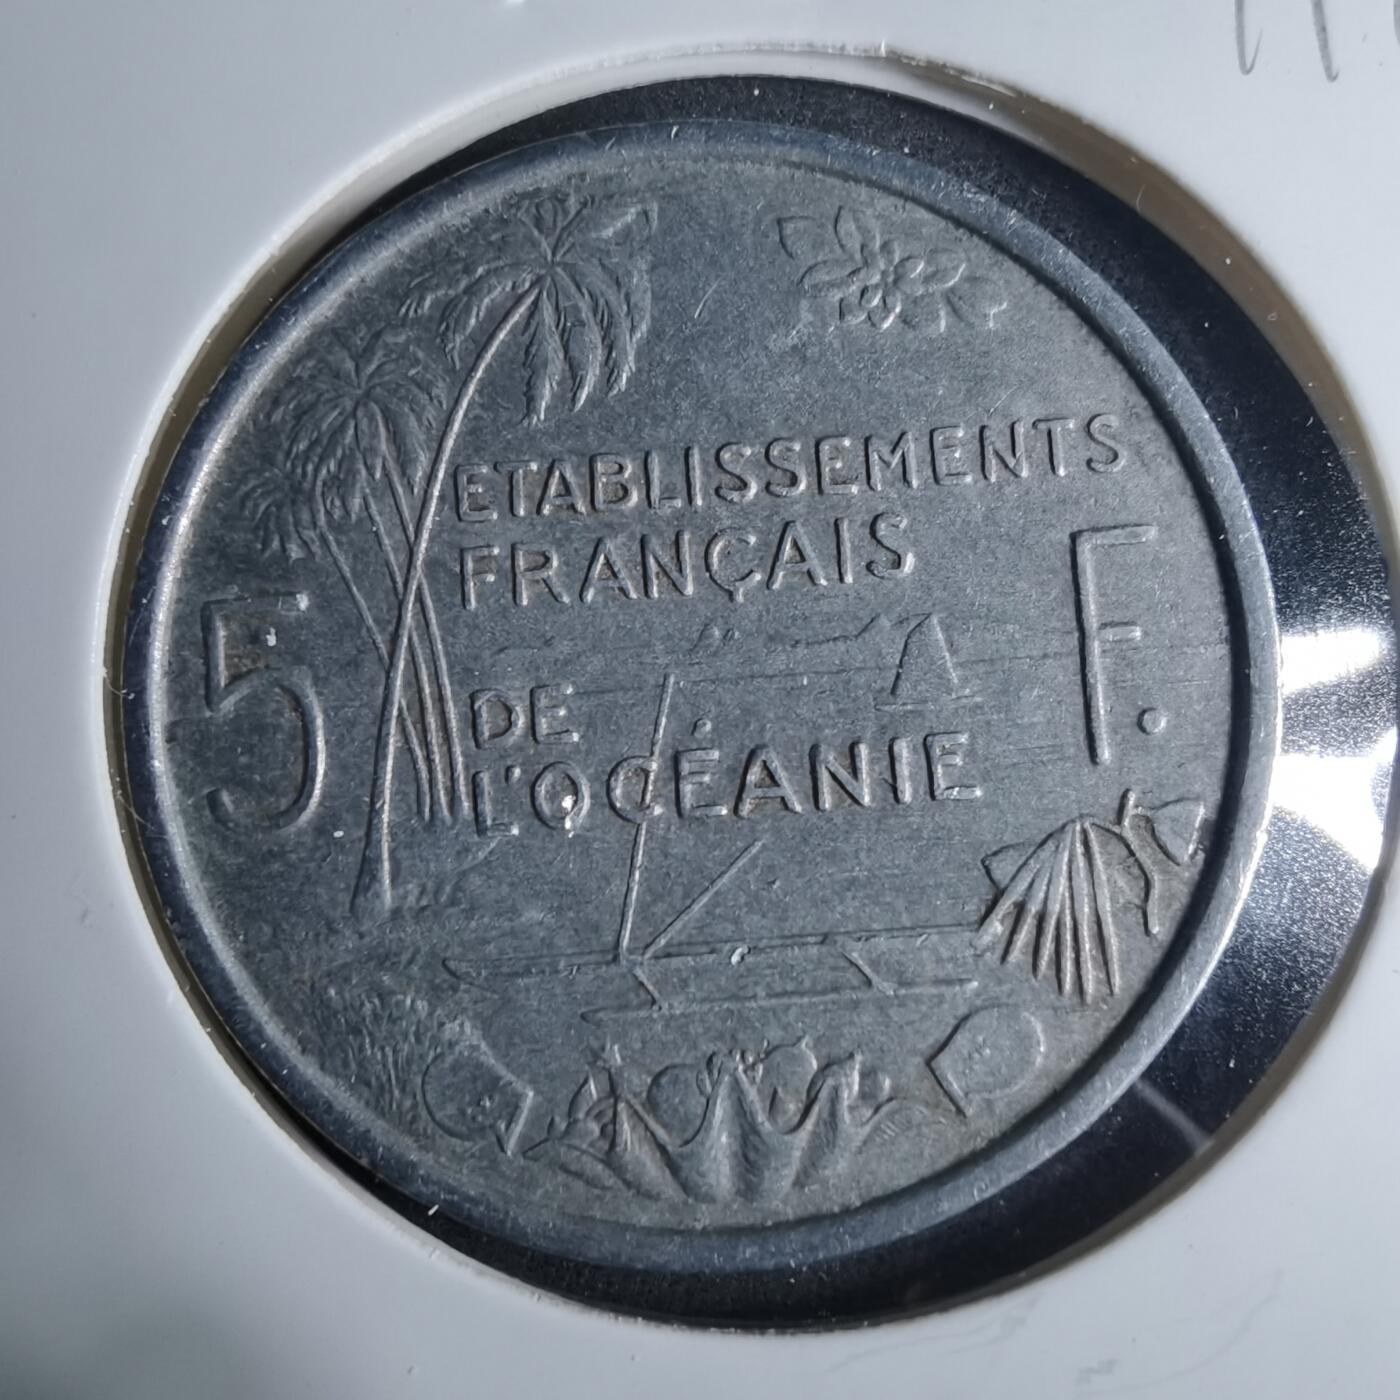 ETABLISSEMENTS
FRANÇAIS
5 F.
DE
L'OCÉANIE